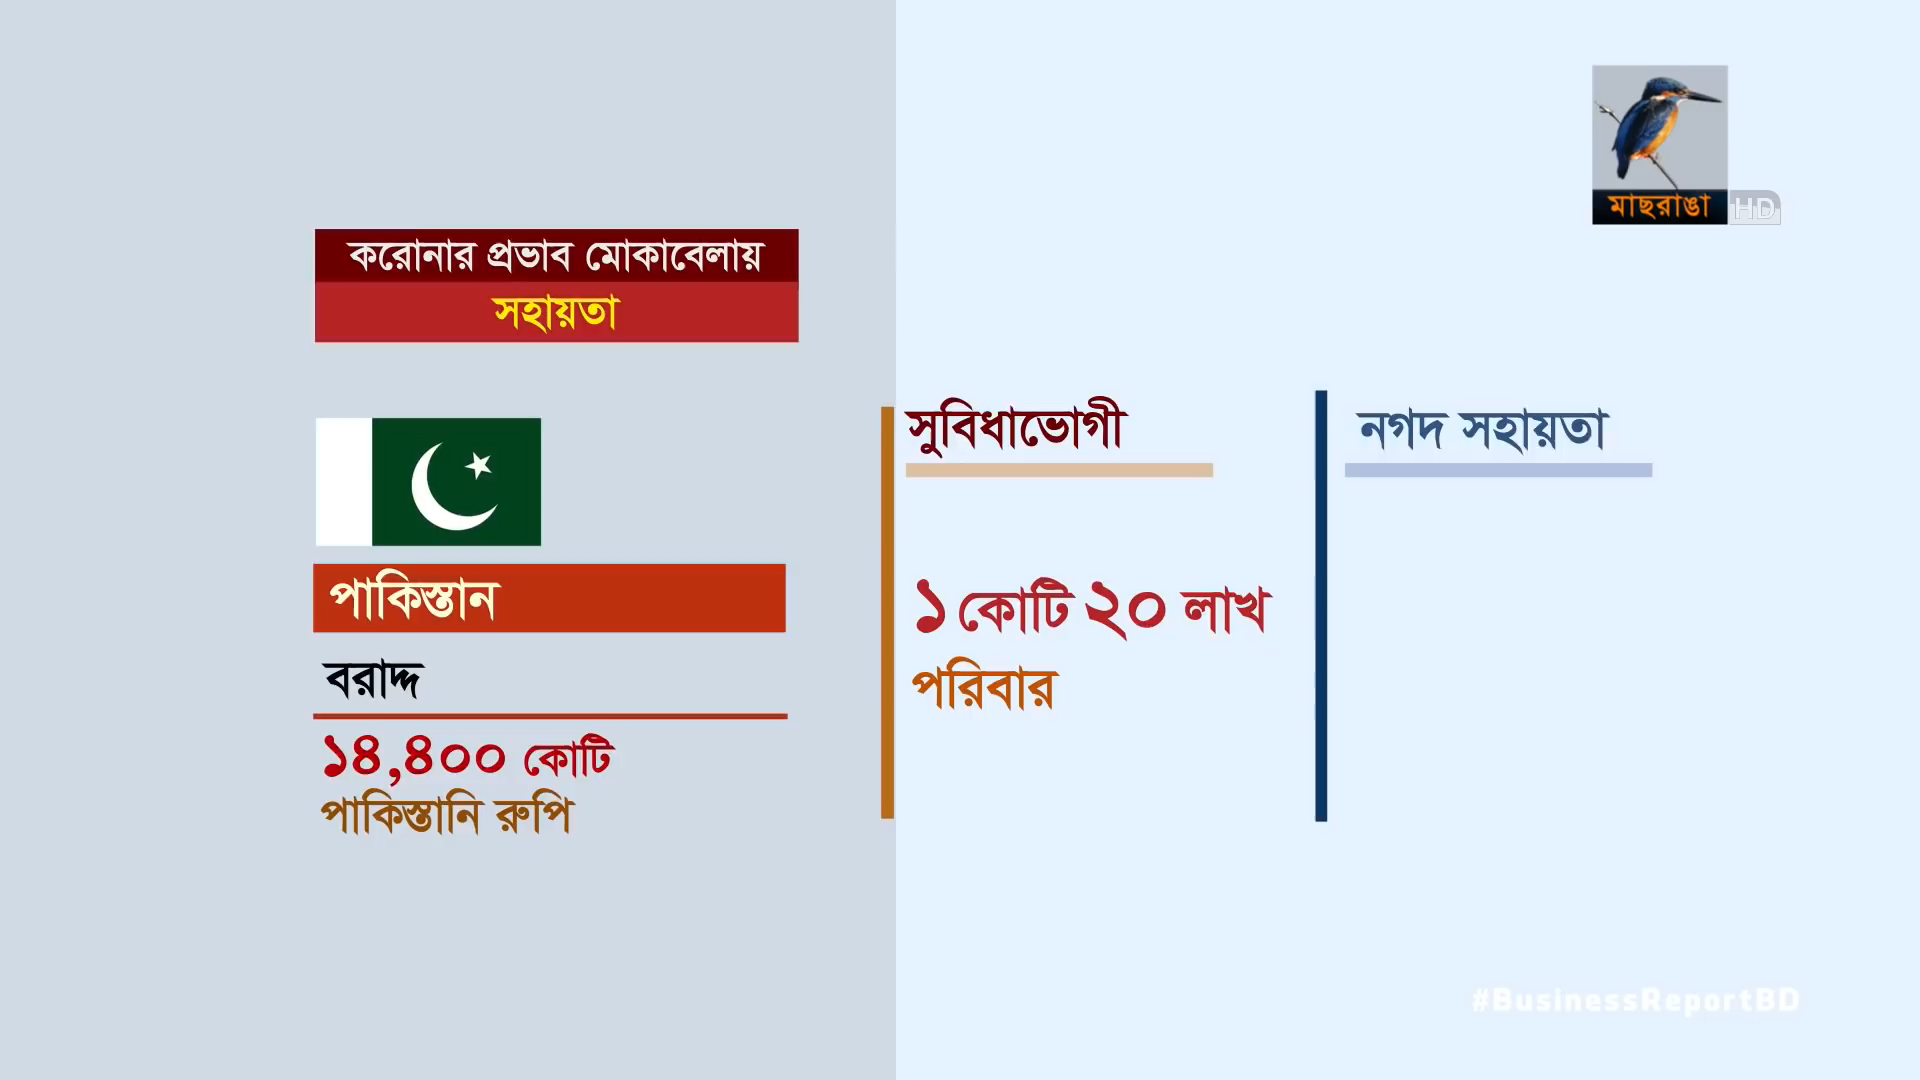 মাছরাঙা HD
করোনার প্রভাব মোকাবেলায়
সহায়তা
পাকিস্তান
বরাদ্দ
১৪,৪০০ কোটি
পাকিস্তানি রুপি
সুবিধাভোগী
১ কোটি ২০ লাখ
পরিবার
নগদ সহায়তা
#BusinessReportBD